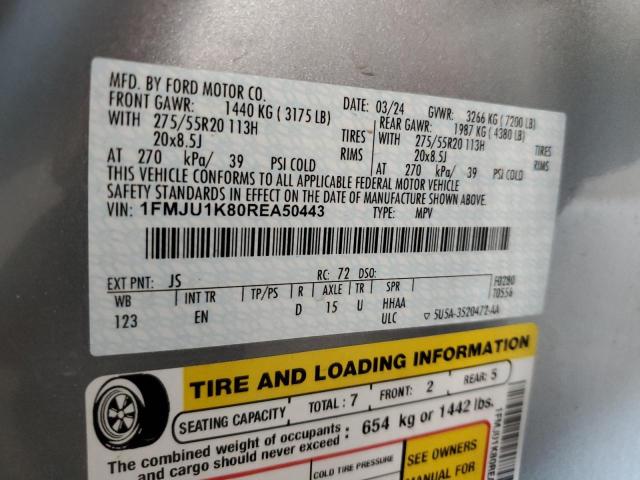 MFD. BY FORD MOTOR CO.
DATE: 03/24 GVWR: 3266 KG ( 7200 LB)
FRONT GAWR: 1440 KG ( 3175 LB)
REAR GAWR: 1987 KG ( 4380 LB)
WITH 275/55R20 113H TIRES
WITH 275/55R20 113H TIRES
20x8.5J RIMS
20x8.5J RIMS
AT 270 kPa/ 39 PSI COLD
AT 270 kPa/ 39 PSI COLD
THIS VEHICLE CONFORMS TO ALL APPLICABLE FEDERAL MOTOR VEHICLE
SAFETY STANDARDS IN EFFECT ON THE DATE OF MANUFACTURE SHOWN ABOVE.
VIN: 1FMJU1K80REA50443 TYPE: MPV
EXT PNT: JS RC: 72 DSO:
WB INT TR TP/PS R AXLE TR SPR F0280
T0556
123 EN D 15 U HHAA
ULC ▽ 5U5A-3520472-AA
TIRE AND LOADING INFORMATION
SEATING CAPACITY TOTAL : 7 FRONT: 2 REAR: 5
The combined weight of occupants
and cargo should never exceed : 654 kg or 1442 lbs.
COLD TIRE PRESSURE
SEE OWNERS
MANUAL FOR